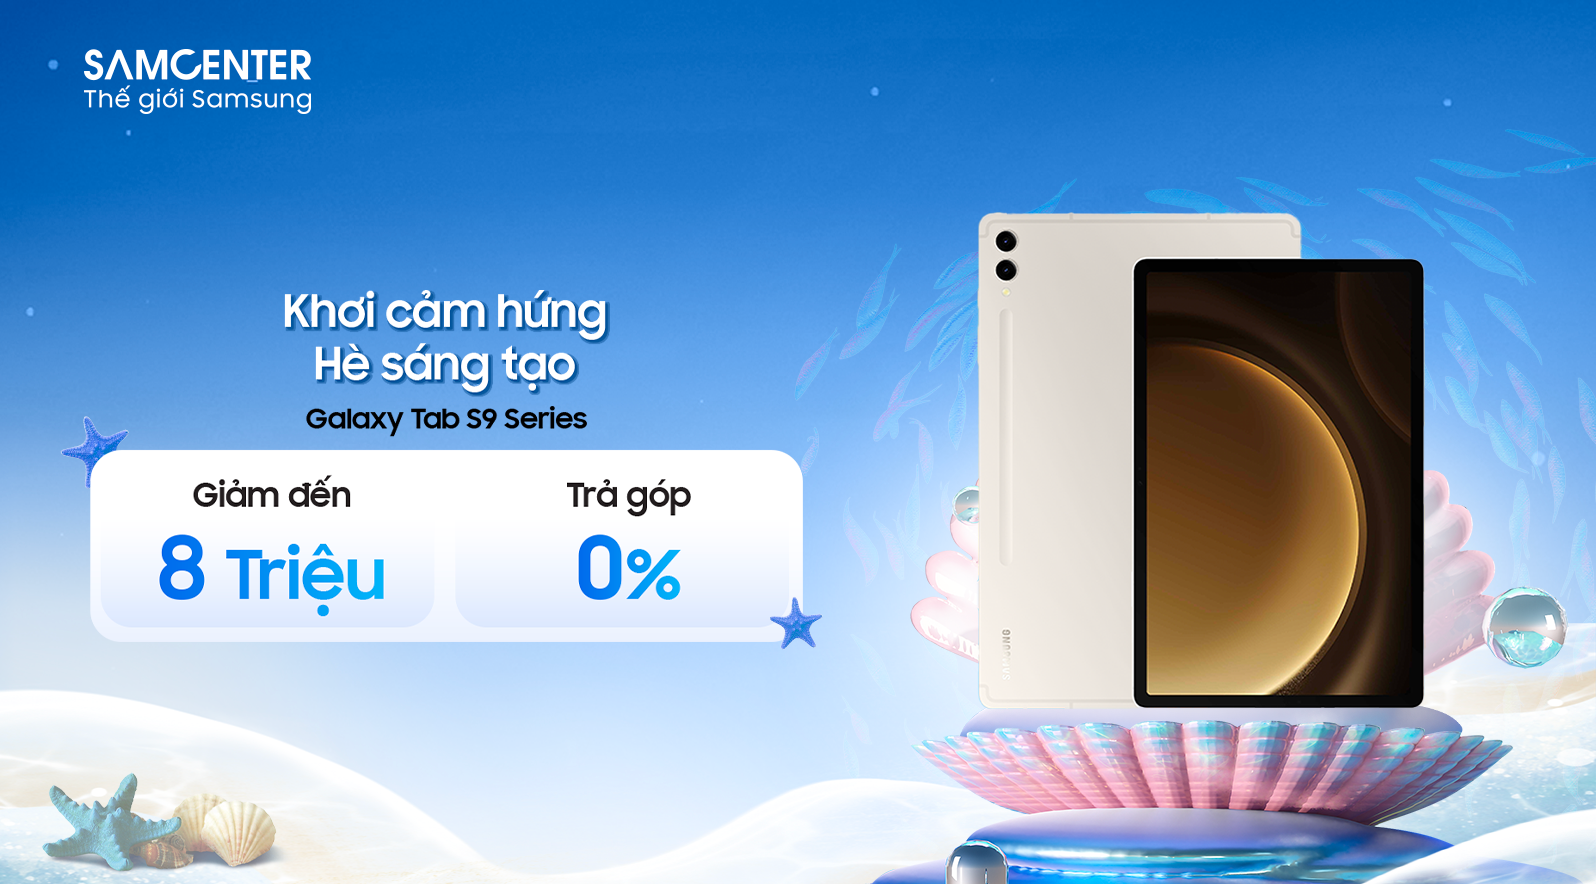 SAMCENTER
Thế giới Samsung
Khơi cảm hứng
Hè sáng tạo
Galaxy Tab S9 Series
Giảm đến
8 Triệu
Trả góp
0%
SAMSUNG